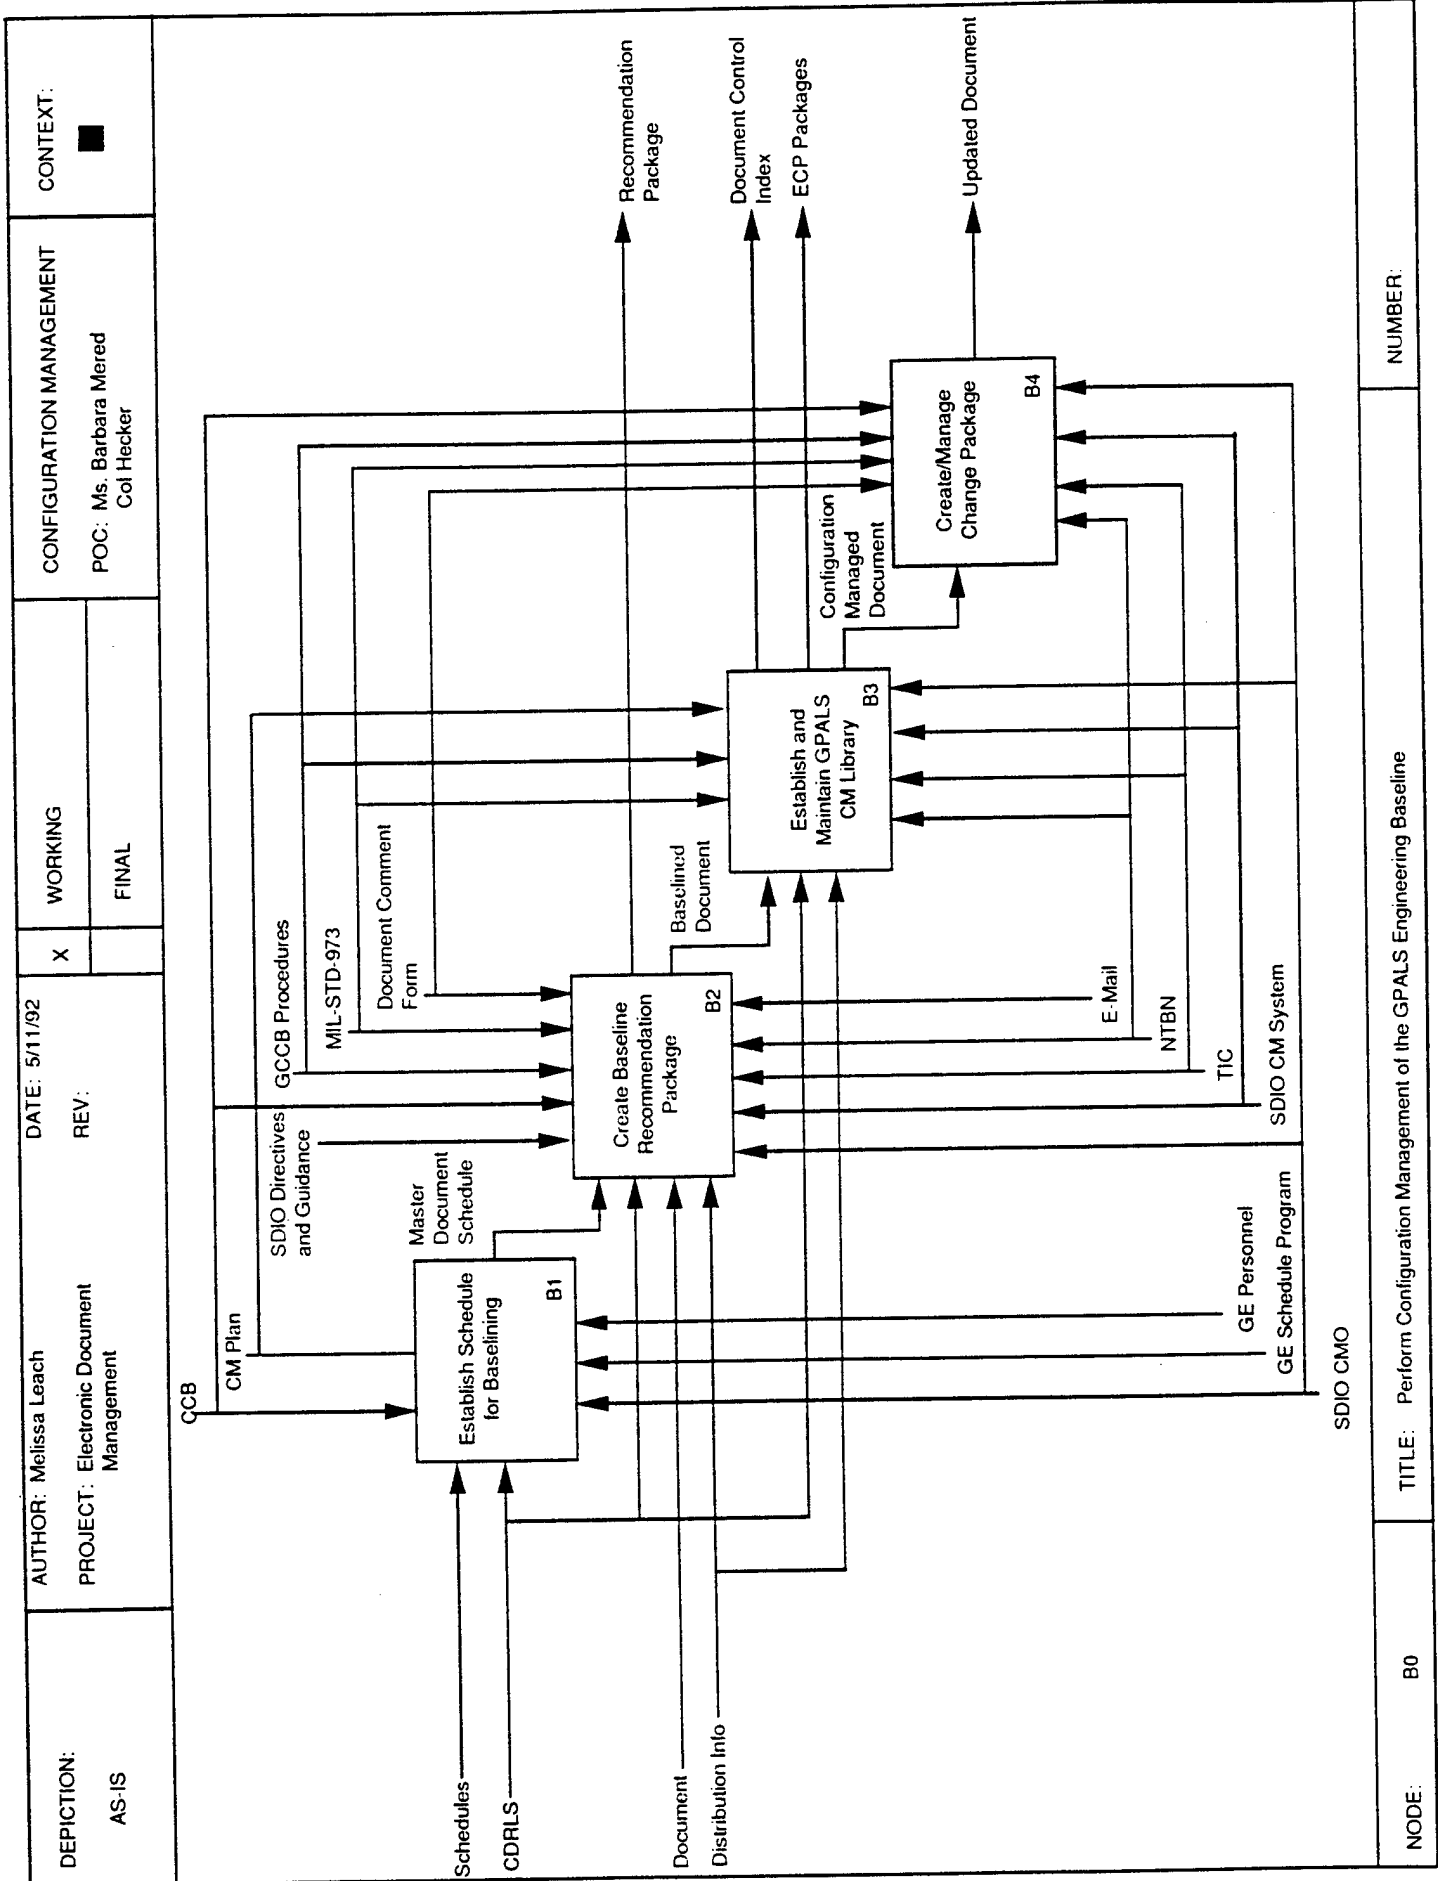 DEPICTION:
AS-IS
AUTHOR: Melissa Leach
PROJECT: Electronic Document
Management
DATE: 5/11/92
REV:
X
WORKING
FINAL
CONFIGURATION MANAGEMENT
POC: Ms. Barbara Mered
Col Hecker
CONTEXT:
CCB
CM Plan
SDIO Directives
and Guidance
GCCB Procedures
MIL-STD-973
Document Comment
Form
Schedules
CDRLS
Document
Distribution Info
Establish Schedule
for Baselining
B1
Master
Document
Schedule
Create Baseline
Recommendation
Package
B2
Baselined
Document
Establish and
Maintain GPALS
CM Library
B3
Configuration
Managed
Document
Create/Manage
Change Package
B4
Recommendation
Package
Document Control
Index
ECP Packages
Updated Document
E-Mail
NTBN
TIC
SDIO CM System
GE Personnel
GE Schedule Program
SDIO CMO
NODE:
B0
TITLE: Perform Configuration Management of the GPALS Engineering Baseline
NUMBER: